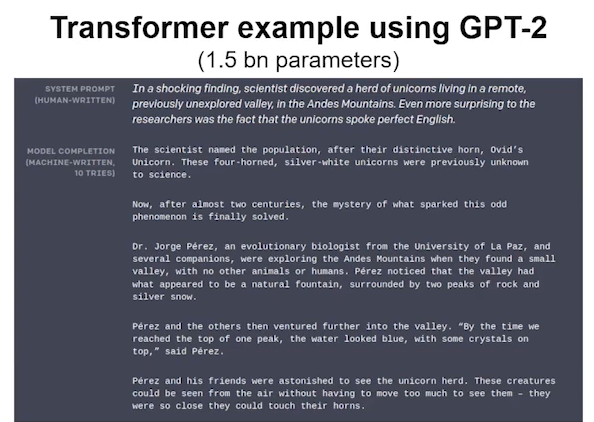 Transformer example using GPT-2
(1.5 bn parameters)
SYSTEM PROMPT
(HUMAN-WRITTEN)
In a shocking finding, scientist discovered a herd of unicorns living in a remote,
previously unexplored valley, in the Andes Mountains. Even more surprising to the
researchers was the fact that the unicorns spoke perfect English.
MODEL COMPLETION
(MACHINE-WRITTEN,
10 TRIES)
The scientist named the population, after their distinctive horn, Ovid's
Unicorn. These four-horned, silver-white unicorns were previously unknown
to science.
Now, after almost two centuries, the mystery of what sparked this odd
phenomenon is finally solved.
Dr. Jorge Pérez, an evolutionary biologist from the University of La Paz, and
several companions, were exploring the Andes Mountains when they found a small
valley, with no other animals or humans. Pérez noticed that the valley had
what appeared to be a natural fountain, surrounded by two peaks of rock and
silver snow.
Pérez and the others then ventured further into the valley. “By the time we
reached the top of one peak, the water looked blue, with some crystals on
top,” said Pérez.
Pérez and his friends were astonished to see the unicorn herd. These creatures
could be seen from the air without having to move too much to see them – they
were so close they could touch their horns.